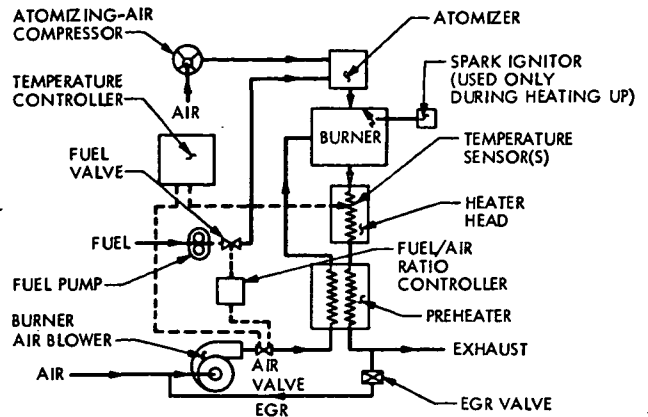 ATOMIZING-AIR
COMPRESSOR
ATOMIZER
TEMPERATURE
CONTROLLER
AIR
SPARK IGNITOR
(USED ONLY
DURING HEATING UP)
BURNER
FUEL
VALVE
TEMPERATURE
SENSOR(S)
HEATER
HEAD
FUEL
FUEL/AIR
RATIO
CONTROLLER
FUEL PUMP
PREHEATER
BURNER
AIR BLOWER
AIR
VALVE
EXHAUST
AIR
EGR
EGR VALVE